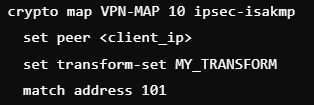 crypto map VPN-MAP 10 ipsec-isakmp
set peer <client_ip>
set transform-set MY_TRANSFORM
match address 101